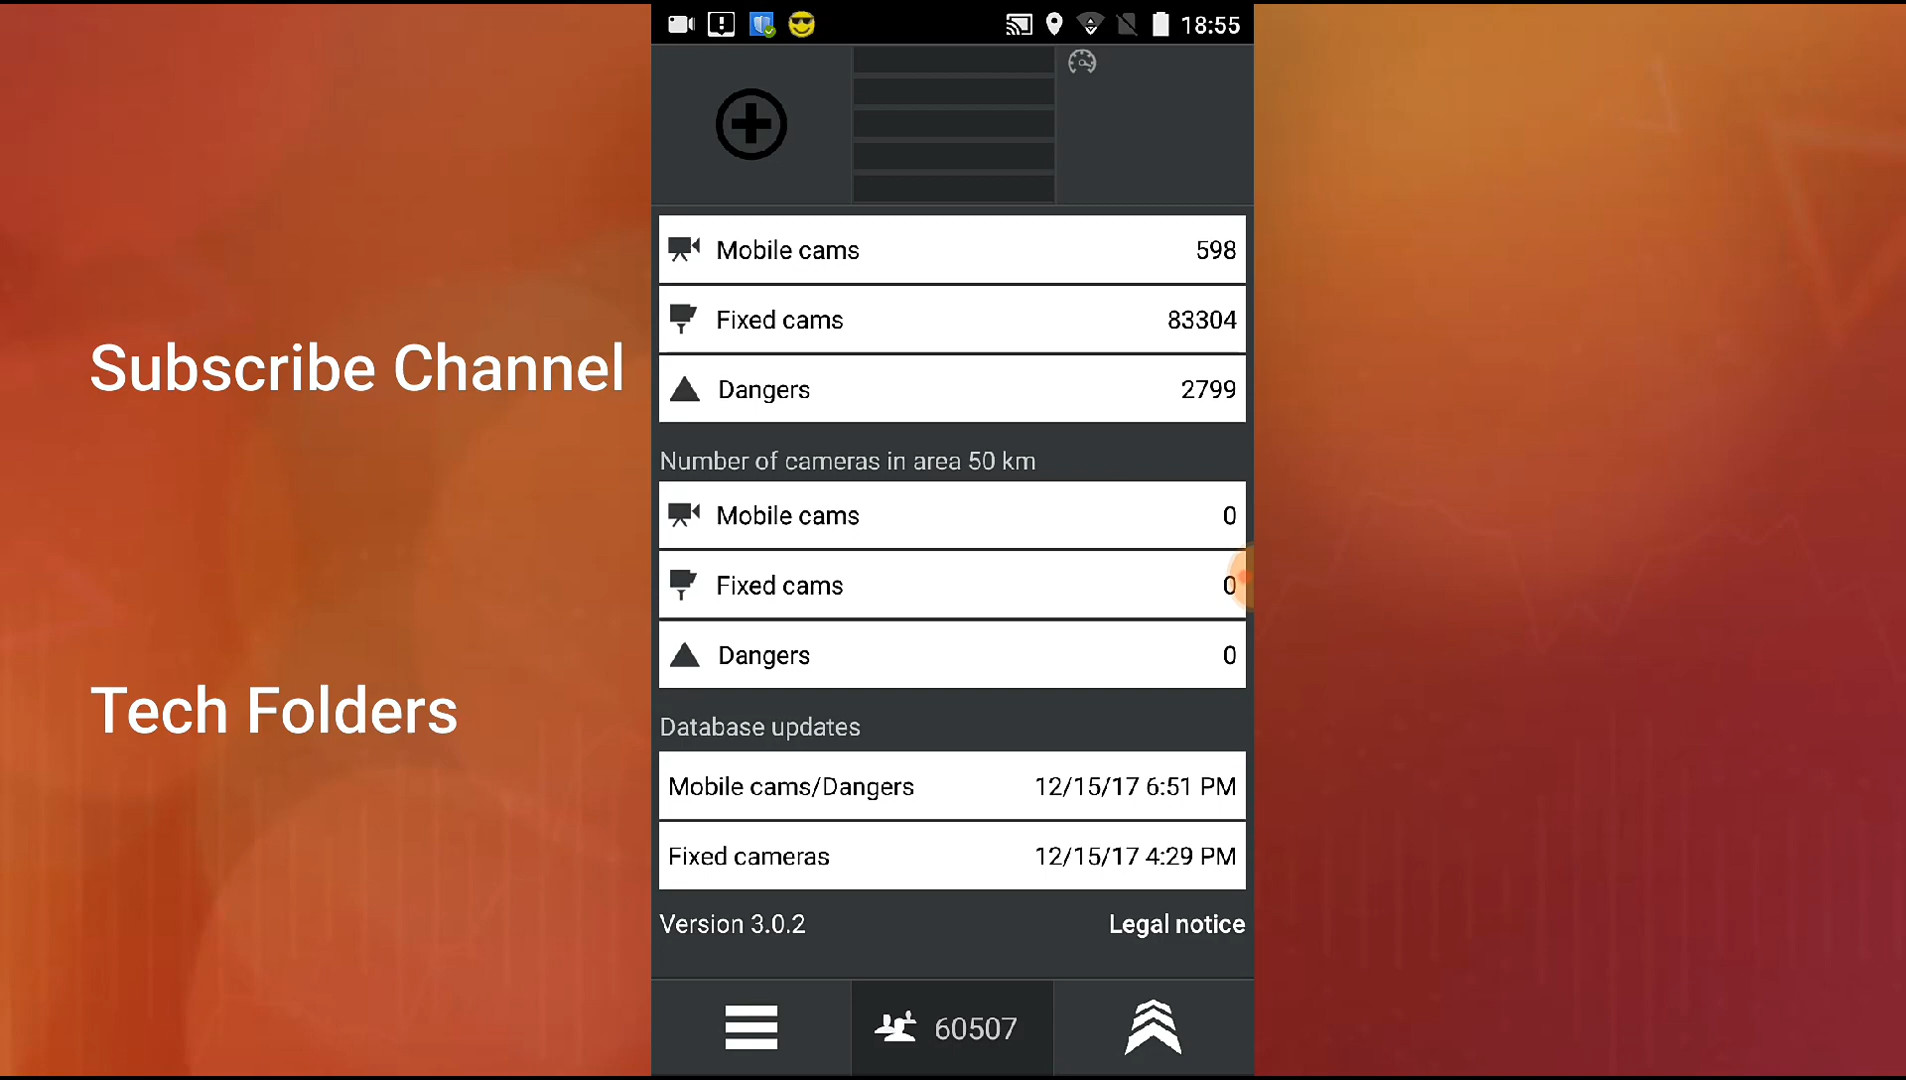 18:55
Mobile cams 598
Fixed cams 83304
Dangers 2799
Number of cameras in area 50 km
Mobile cams 0
Fixed cams 0
Dangers 0
Database updates
Mobile cams/Dangers 12/15/17 6:51 PM
Fixed cameras 12/15/17 4:29 PM
Version 3.0.2 Legal notice
60507
Subscribe Channel
Tech Folders